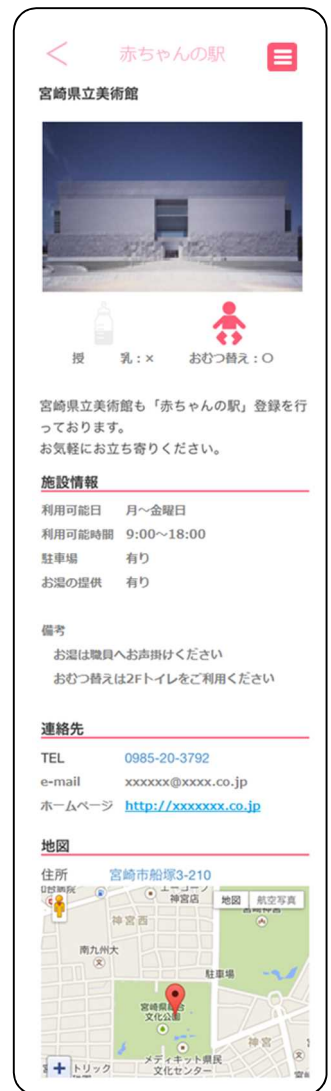 赤ちゃんの駅
宮崎県立美術館
授　乳：×　おむつ替え：○
宮崎県立美術館も「赤ちゃんの駅」登録を行
っております。
お気軽にお立ち寄りください。
施設情報
利用可能日　月～金曜日
利用可能時間　9:00～18:00
駐車場　有り
お湯の提供　有り
備考
お湯は職員へお声掛けください
おむつ替えは2Fトイレをご利用ください
連絡先
TEL　0985-20-3792
e-mail　xxxxxx@xxxx.co.jp
ホームページ　http://xxxxxxx.co.jp
地図
住所　宮崎市船塚3-210
神宮店
地図　航空写真
神宮西
南九州大
駐車場
文化公園
神宮
メディキット県民
文化センター
トリック